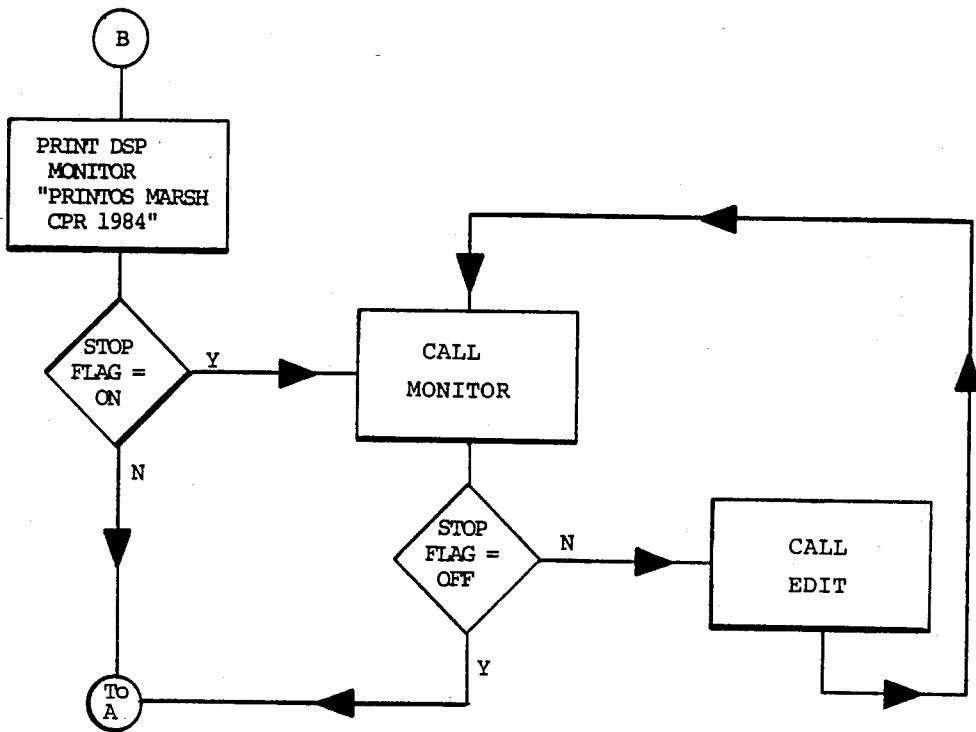 B
PRINT DSP
MONITOR
"PRINTOS MARSH
CPR 1984"
STOP
FLAG =
ON
Y
N
CALL
MONITOR
STOP
FLAG =
OFF
N
Y
CALL
EDIT
To
A